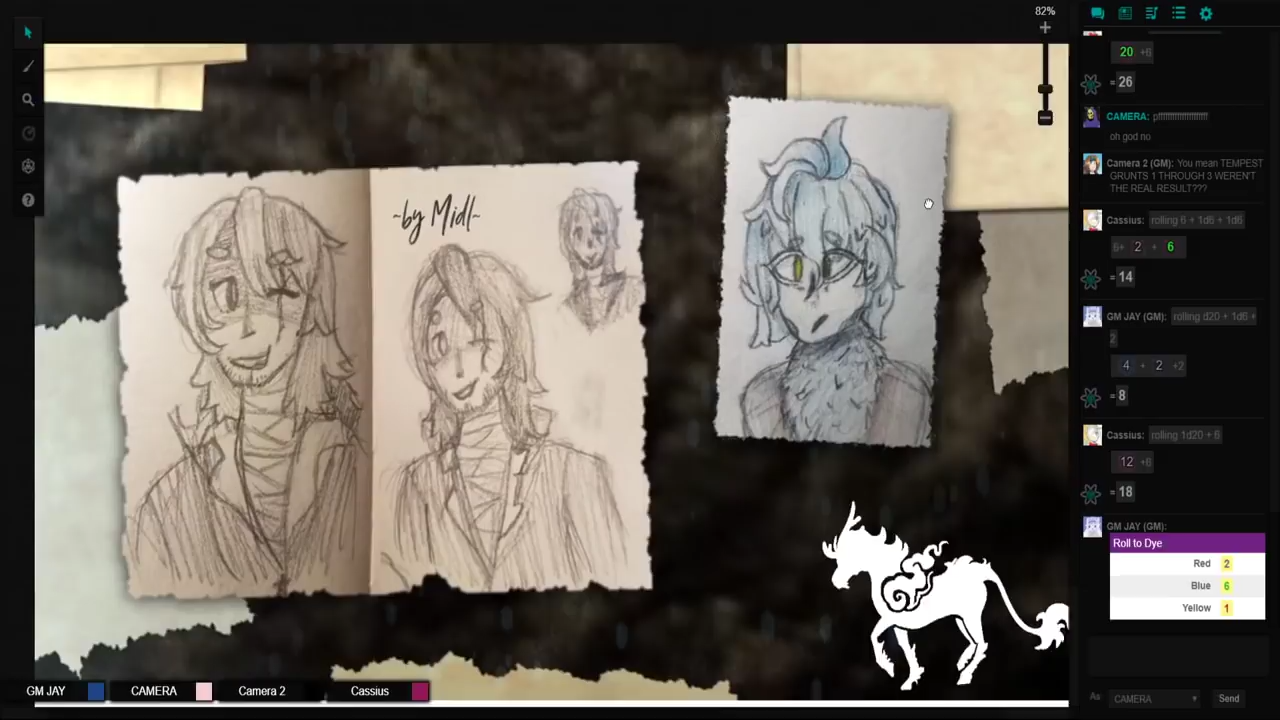 82%
~by Midl~
20 +6
=26
CAMERA: pffffffffffffffffffffff
oh god no
Camera 2 (GM): You mean TEMPEST
GRUNTS 1 THROUGH 3 WEREN'T
THE REAL RESULT???
Cassius: rolling 6 + 1d6 + 1d6
6+ 2 + 6
=14
GM JAY (GM): rolling d20 + 1d6 +
2
4 + 2 +2
=8
Cassius: rolling 1d20 + 6
12 +6
=18
GM JAY (GM):
Roll to Dye
Red 2
Blue 6
Yellow 1
GM JAY
CAMERA
Camera 2
Cassius
As: CAMERA
Send